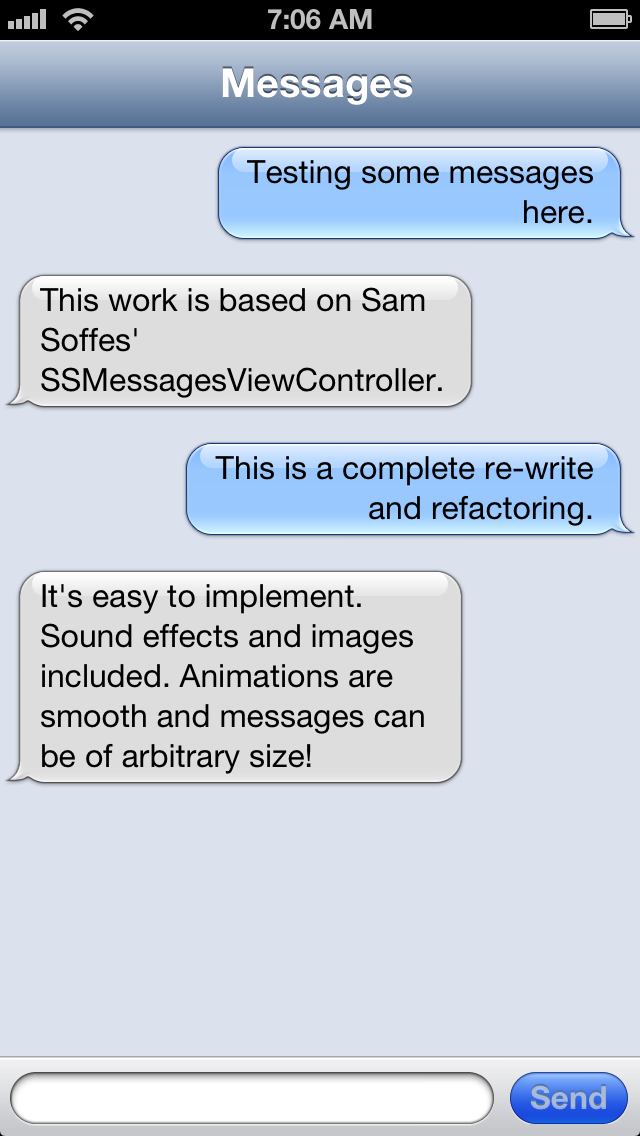 7:06 AM
Messages
Testing some messages
here.
This work is based on Sam
Soffes'
SSMessagesViewController.
This is a complete re-write
and refactoring.
It's easy to implement.
Sound effects and images
included. Animations are
smooth and messages can
be of arbitrary size!
Send